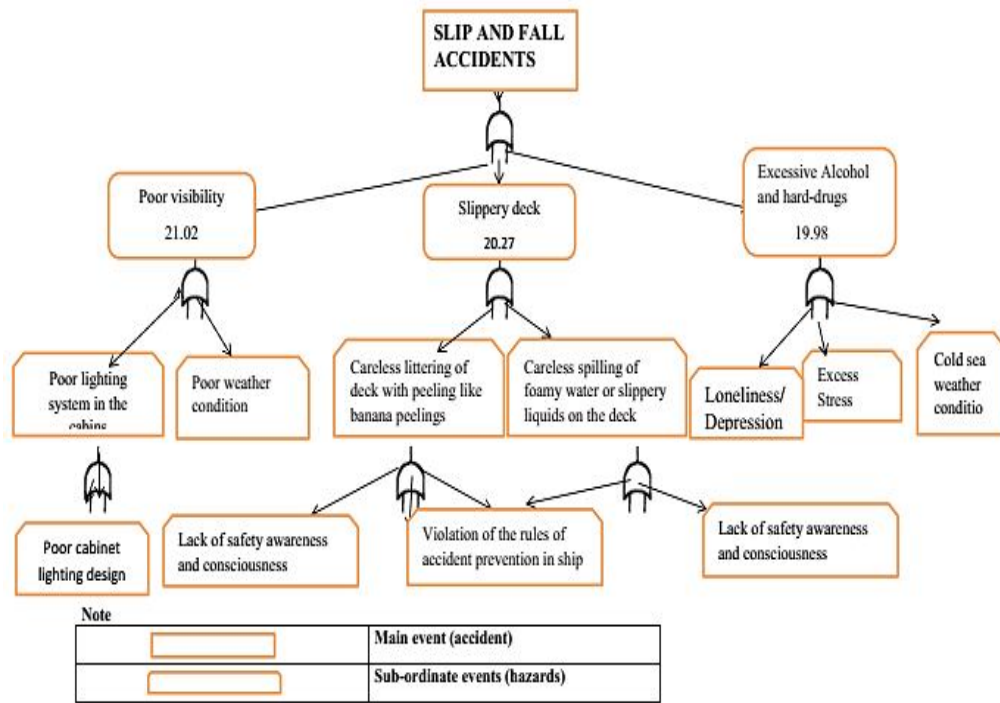 SLIP AND FALL
ACCIDENTS
Poor visibility
21.02
Slippery deck
20.27
Excessive Alcohol
and hard-drugs
19.98
Poor lighting
system in the
cabins
Poor weather
condition
Careless littering of
deck with peeling like
banana peelings
Careless spilling of
foamy water or slippery
liquids on the deck
Loneliness/
Depression
Excess
Stress
Cold sea
weather
conditio
Poor cabinet
lighting design
Lack of safety awareness
and consciousness
Violation of the rules of
accident prevention in ship
Lack of safety awareness
and consciousness
Note
Main event (accident)
Sub-ordinate events (hazards)